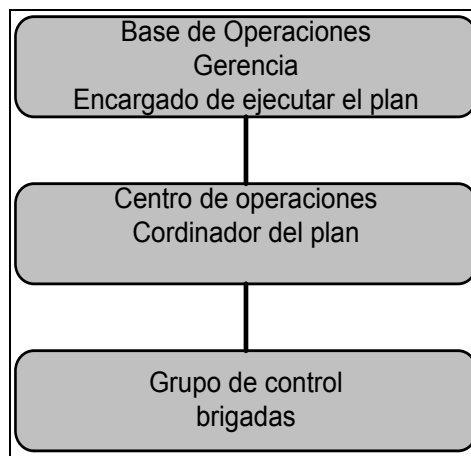 Base de Operaciones
Gerencia
Encargado de ejecutar el plan
Centro de operaciones
Cordinador del plan
Grupo de control
brigadas